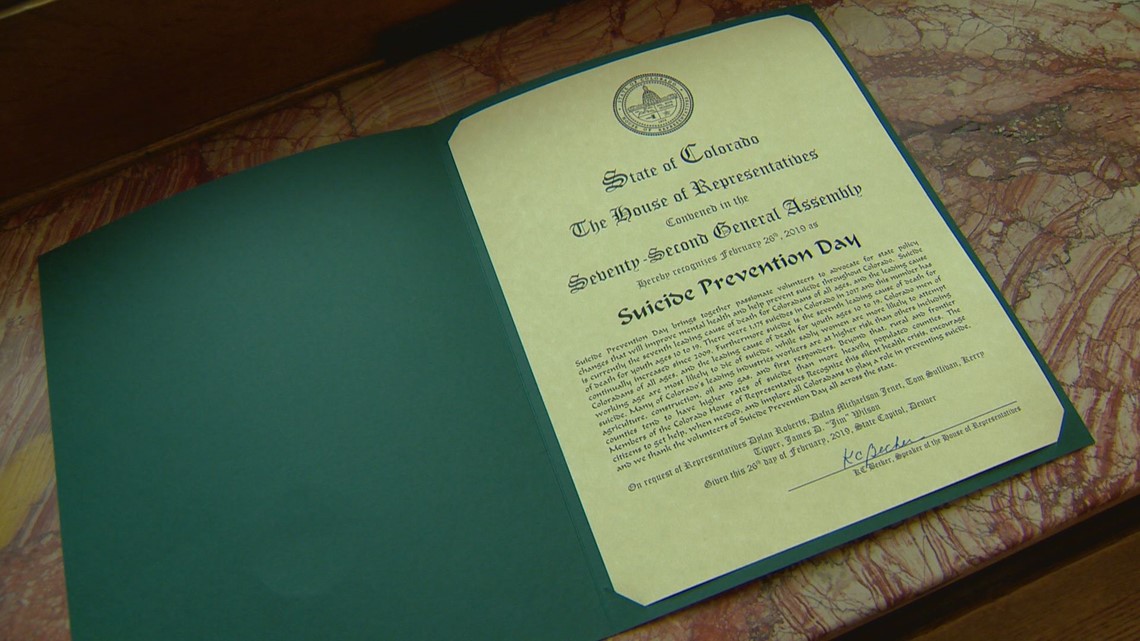 STATE OF COLORADO
HOUSE OF REPRESENTATIVES
State of Colorado
The House of Representatives
Convened in the
Seventy-Second General Assembly
Hereby recognizes February 26th, 2019 as
Suicide Prevention Day
Suicide Prevention Day brings together passionate volunteers to advocate for state policy
changes that will improve mental health and help prevent suicide throughout Colorado. Suicide
is currently the seventh leading cause of death for Coloradans of all ages, and the leading cause
of death for youth ages 10 to 19. There were 1,175 suicides in Colorado in 2017 and this number has
continually increased since 2009. Furthermore suicide is the seventh leading cause of death for
Coloradans of all ages, and the leading cause of death for youth ages 10 to 19. Colorado men of
working age are most likely to die of suicide, while sadly women are more likely to attempt
suicide. Many of Colorado's leading industries workers are at higher risk than others including
agriculture, construction, oil and gas, and first responders. Beyond that, rural and frontier
counties tend to have higher rates of suicide than more heavily populated counties. The
Members of the Colorado House of Representatives Recognize this silent health crisis, encourage
citizens to get help, when needed, and implore all Coloradans to play a role in preventing suicide,
and we thank the volunteers of Suicide Prevention Day all across the state.
On request of Representatives Dylan Roberts, Dafna Michaelson Jenet, Tom Sullivan, Kerry
Tipper, James D. "Jim" Wilson
Given this 26th day of February, 2019, State Capitol, Denver
KC Becker
K.C. Becker, Speaker of the House of Representatives